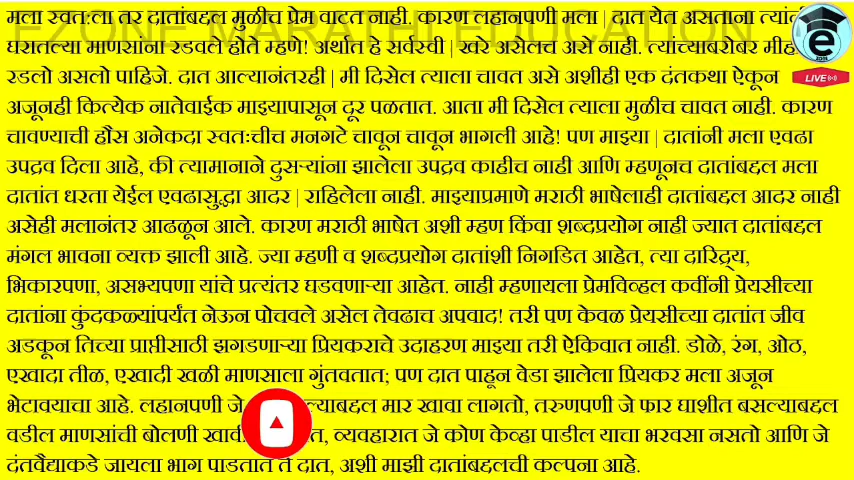 EZONE MARATHI EDUCATION
मला स्वतःला तर दातांबद्दल मुळीच प्रेम वाटत नाही. कारण लहानपणी मला | दात येत असताना त्यांनी
घरातल्या माणसांना रडवले होते म्हणे! अर्थात हे सर्वस्वी | खरे असेलच असे नाही. त्यांच्याबरोबर
रडलो असलो पाहिजे. दात आल्यानंतरही | मी दिसेल त्याला चावत असे अशीही एक दंतकथा ऐकून
अजूनही कित्येक नातेवाईक माझ्यापासून दूर पळतात. आता मी दिसेल त्याला मुळीच चावत नाही. कारण
चावण्याची हौस अनेकदा स्वतःचीच मनगटे चावून चावून भागली आहे! पण माझ्या | दातांनी मला एवढा
उपद्रव दिला आहे, की त्यामानाने दुसऱ्यांना झालेला उपद्रव काहीच नाही आणि म्हणूनच दातांबद्दल मला
दातांत धरता येईल एवढासुद्धा आदर | राहिलेला नाही. माझ्याप्रमाणे मराठी भाषेलाही दातांबद्दल आदर नाही
असेही मलानंतर आढळून आले. कारण मराठी भाषेत अशी म्हण किंवा शब्दप्रयोग नाही ज्यात दातांबद्दल
मंगल भावना व्यक्त झाली आहे. ज्या म्हणी व शब्दप्रयोग दातांशी निगडित आहेत, त्या दारिद्र्य,
भिकारपणा, असभ्यपणा यांचे प्रत्यंतर घडवणाऱ्या आहेत. नाही म्हणायला प्रेमविव्हल कवींनी प्रेयसीच्या
दातांना कुंदकळ्यांपर्यंत नेऊन पोचवले असेल तेवढाच अपवाद! तरी पण केवळ प्रेयसीच्या दातांत जीव
अडकून तिच्या प्राप्तीसाठी झगडणाऱ्या प्रियकराचे उदाहरण माझ्या तरी ऐकिवात नाही. डोळे, रंग, ओठ,
एखादा तीळ, एखादी खळी माणसाला गुंतवतात; पण दात पाहून वेडा झालेला प्रियकर मला अजून
भेटावयाचा आहे. लहानपणी जे मार खावा लागतो, तरुणपणी जे फार घाशीत बसल्याबद्दल
वडील माणसांची बोलणी व्यवहारात जे कोण केव्हा पाडील याचा भरवसा नसतो आणि जे
दंतवैद्याकडे जायला भाग पाडतात ते दात, अशी माझी दातांबद्दलची कल्पना आहे.
e
EZONE
LIVE